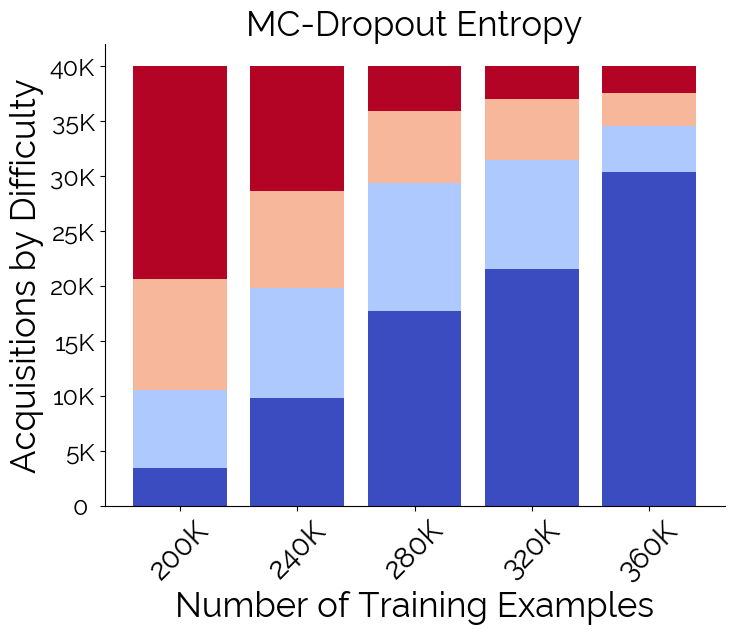 MC-Dropout Entropy
Acquisitions by Difficulty
40K
35K
30K
25K
20K
15K
10K
5K
0
200K
240K
280K
320K
360K
Number of Training Examples